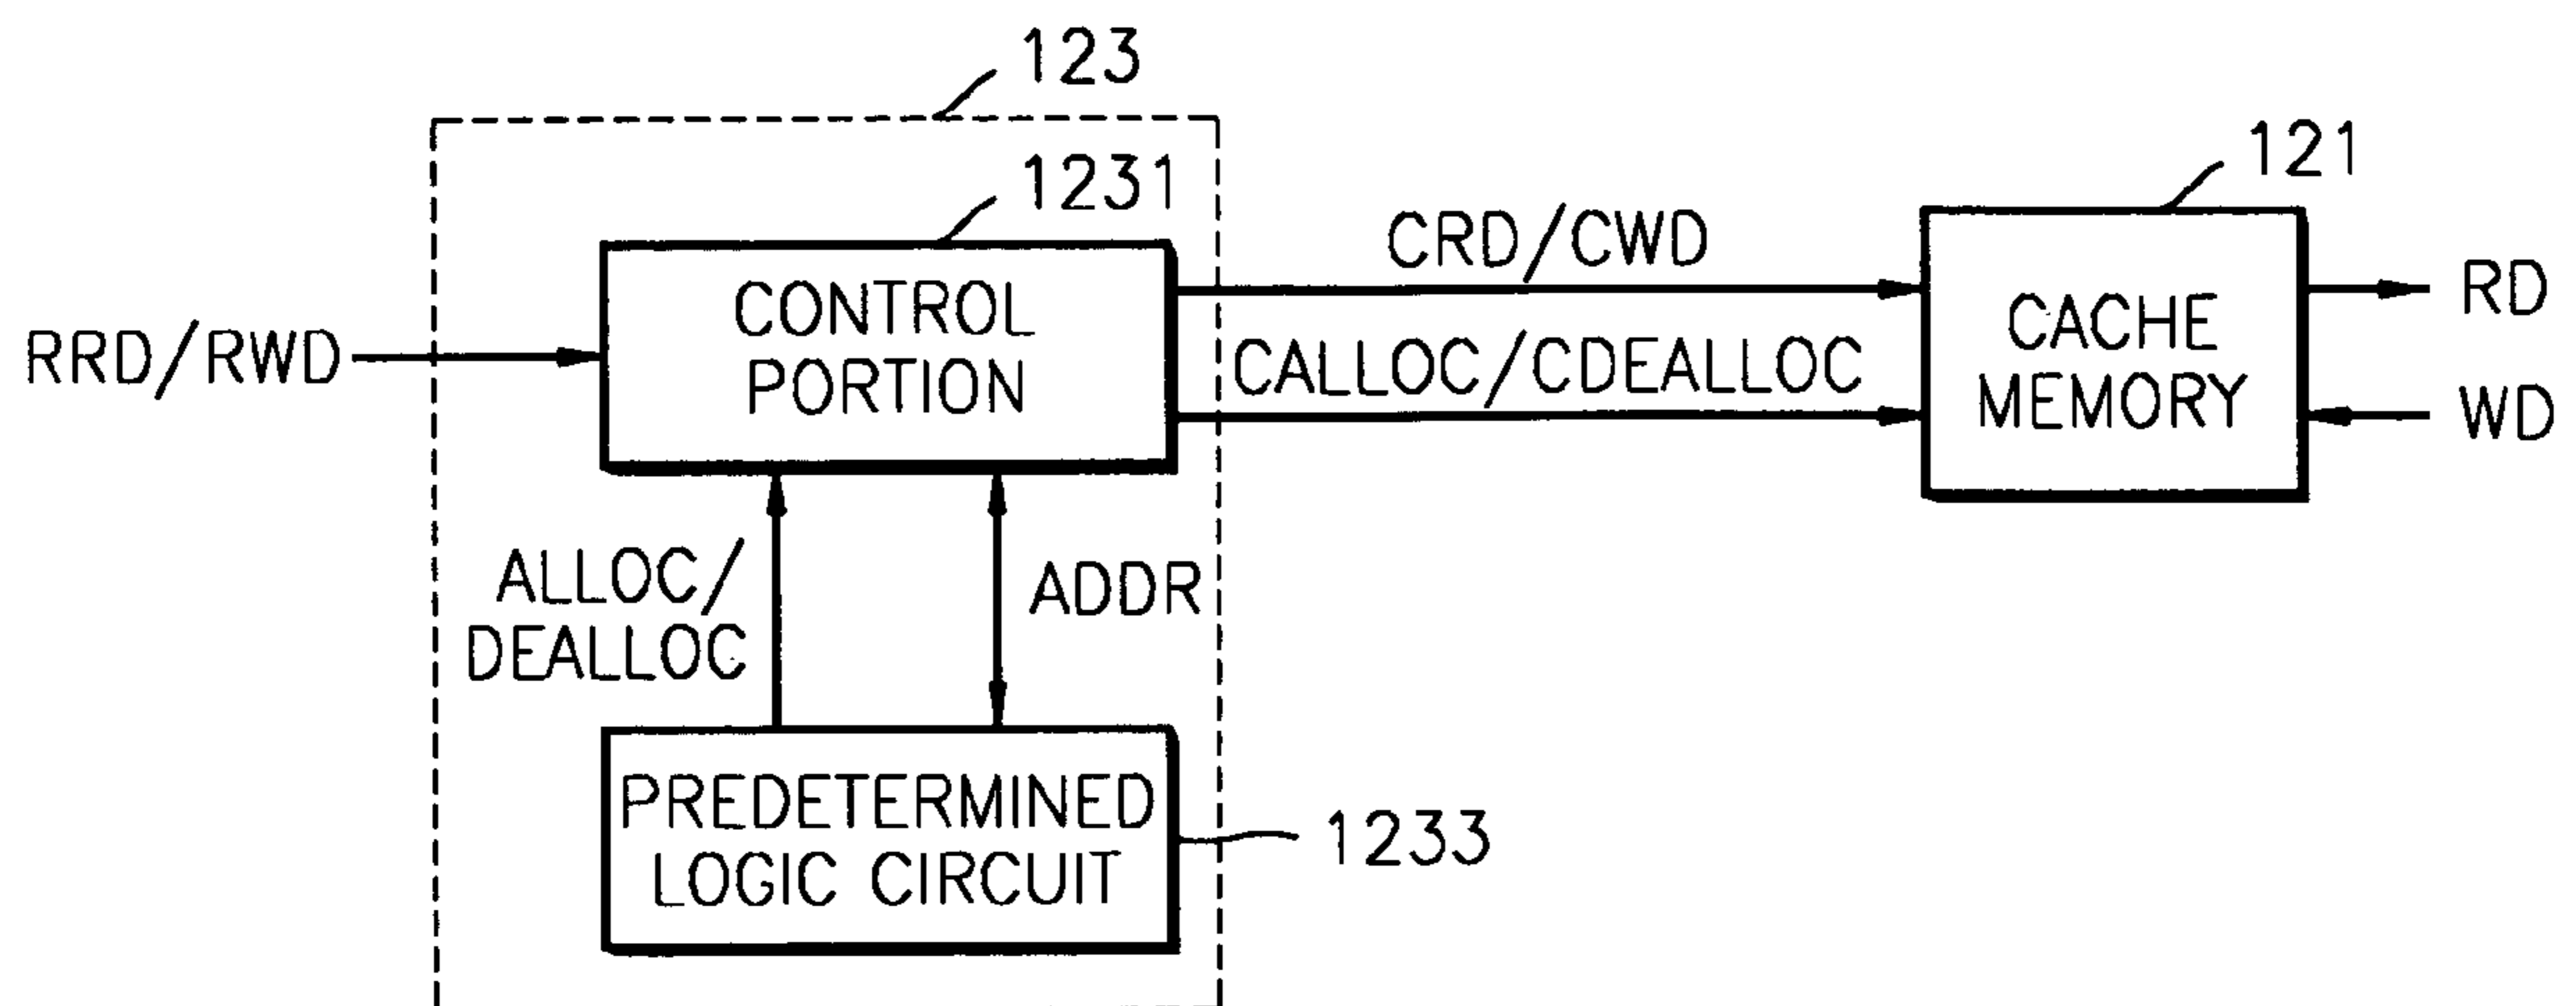 123
1231
121
CRD/CWD
CONTROL
PORTION
RRD/RWD
CALLOC/CDEALLOC
CACHE
MEMORY
RD
WD
ALLOC/
DEALLOC
ADDR
PREDETERMINED
LOGIC CIRCUIT
1233